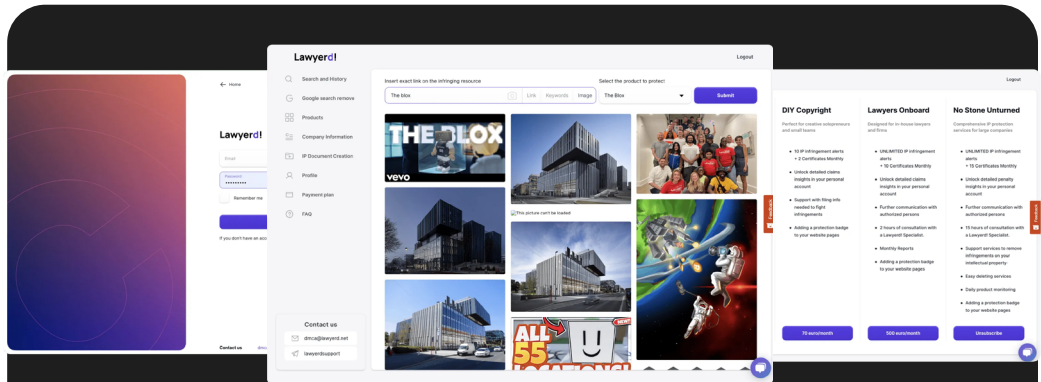 ← Home
Lawyerd!
Email
Password
Remember me
If you don't have an acc
Contact us
Lawyerd!
Logout
Search and History
Google search remove
Products
Company Information
IP Document Creation
Profile
Payment plan
FAQ
Contact us
dmca@lawyerd.net
lawyerdsupport
Insert exact link on the infringing resource
Select the product to protect
The blox
Link
Keywords
Image
The Blox
Submit
THE BLOX
vevo
This picture can't be loaded
NEW!
ALL
55
LOCATIONS!
Feedback
Logout
DIY Copyright
Perfect for creative solopreneurs
and small teams
• 10 IP Infringement alerts
+ 2 Certificates Monthly
• Unlock detailed claims
insights in your personal
account
• Support with filing info
needed to fight
infringements
• Adding a protection badge
to your website pages
70 euro/month
Lawyers Onboard
Designed for in-house lawyers
and firms.
• UNLIMITED IP infringement
alerts
+ 10 Certificates Monthly
• Unlock detailed claims
insights in your personal
account
• Further communication with
authorized persons
• 2 hours of consultation with
a Lawyerd! Specialist.
• Monthly Reports
• Adding a protection badge
to your website pages
500 euro/month
No Stone Unturned
Comprehensive IP protection
services for large companies
• UNLIMITED IP infringement
alerts
+ 15 Certificates Monthly
• Unlock detailed penalty
insights in your personal
account
• Further communication with
authorized persons
• 15 hours of consultation with
a Lawyerd! Specialist.
• Support services to remove
infringements on your
intellectual property
• Easy deleting services
• Daily product monitoring
• Adding a protection badge
to your website pages
Unsubscribe
Feedback